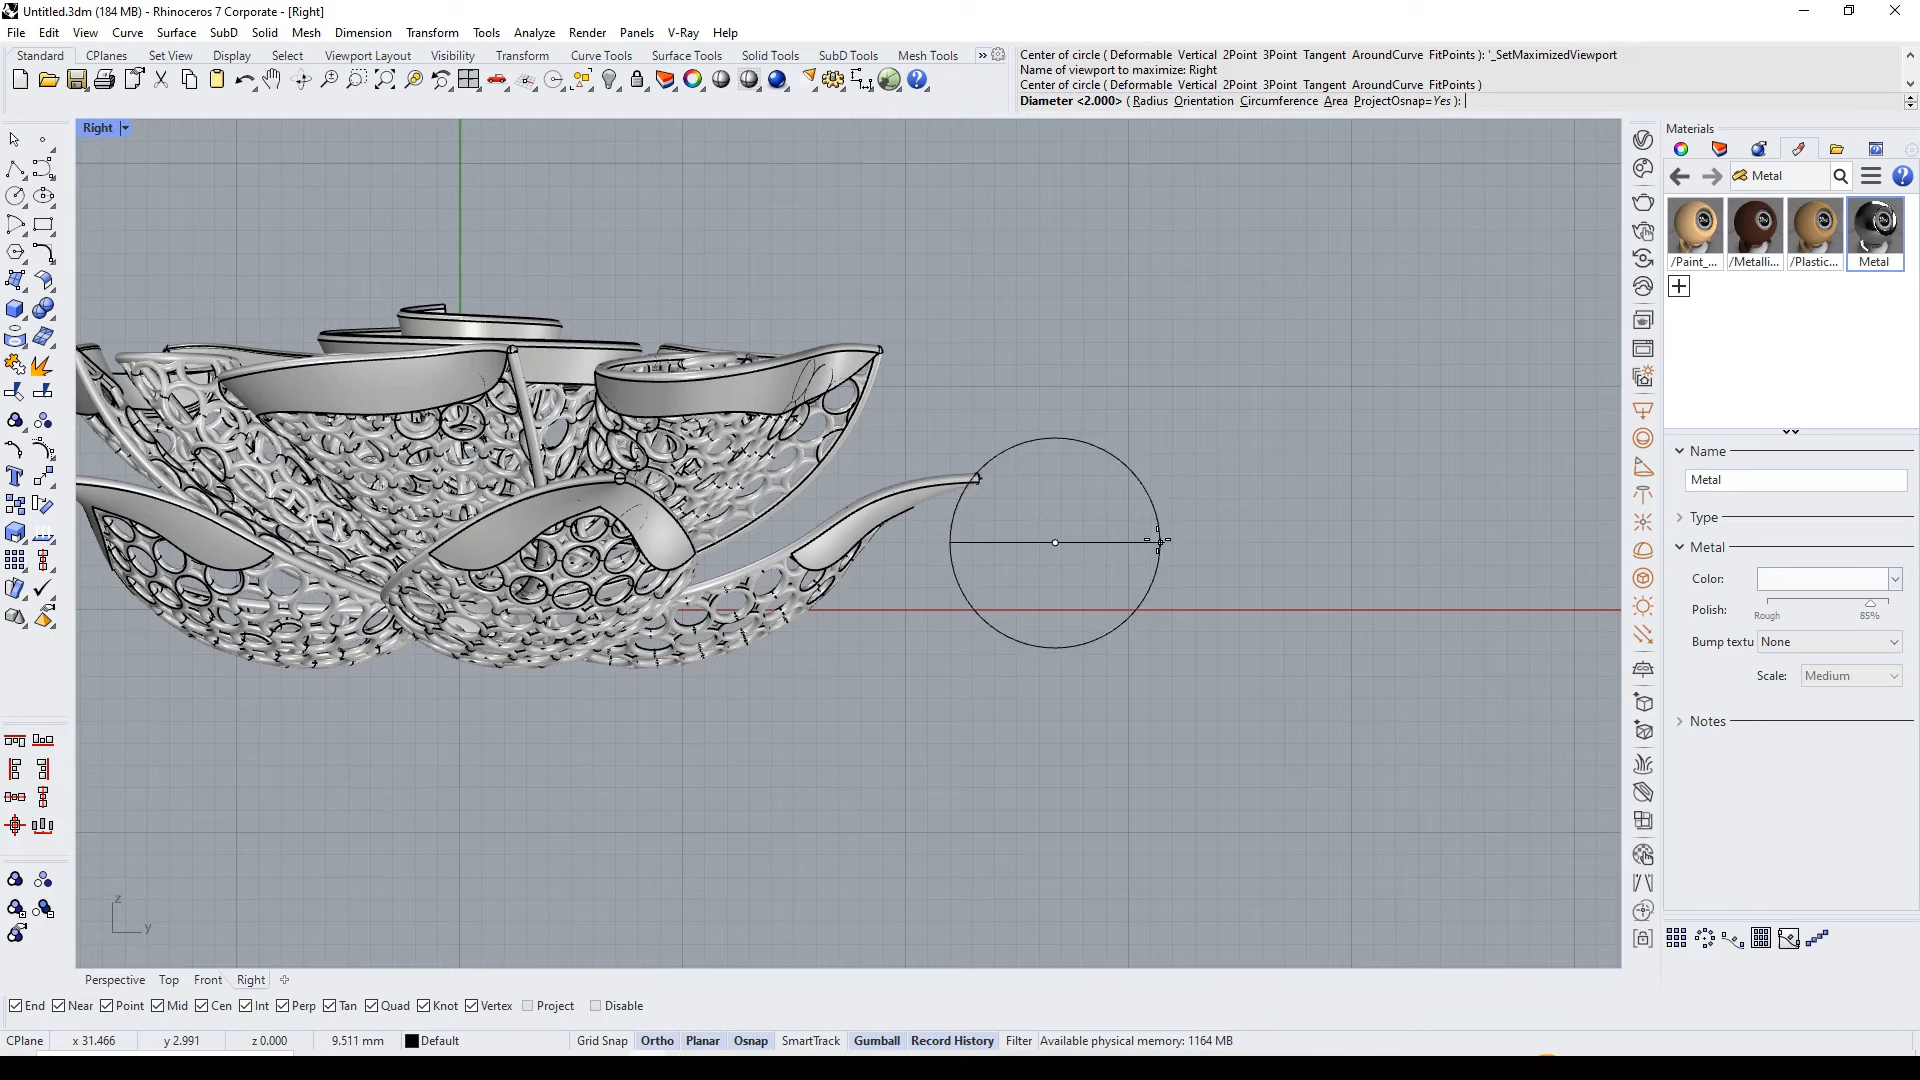 Untitled.3dm (184 MB) - Rhinoceros 7 Corporate - [Right]
File Edit View Curve Surface SubD Solid Mesh Dimension Transform Tools Analyze Render Panels V-Ray Help
Standard CPlanes Set View Display Select Viewport Layout Visibility Transform Curve Tools Surface Tools Solid Tools SubD Tools Mesh Tools »
Center of circle ( Deformable Vertical 2Point 3Point Tangent AroundCurve FitPoints ): '_SetMaximizedViewport
Name of viewport to maximize: Right
Center of circle ( Deformable Vertical 2Point 3Point Tangent AroundCurve FitPoints )
Diameter <2.000> ( Radius Orientation Circumference Area ProjectOsnap=Yes ):
Right
Materials
Metal
/Paint_... /Metalli... /Plastic... Metal
Name
Metal
Type
Metal
Color:
Polish:
Rough 85%
Bump textu None
Scale: Medium
Notes
z
y
Perspective Top Front Right
End Near Point Mid Cen Int Perp Tan Quad Knot Vertex Project Disable
CPlane x 31.466 y 2.991 z 0.000 9.511 mm Default Grid Snap Ortho Planar Osnap SmartTrack Gumball Record History Filter Available physical memory: 1164 MB